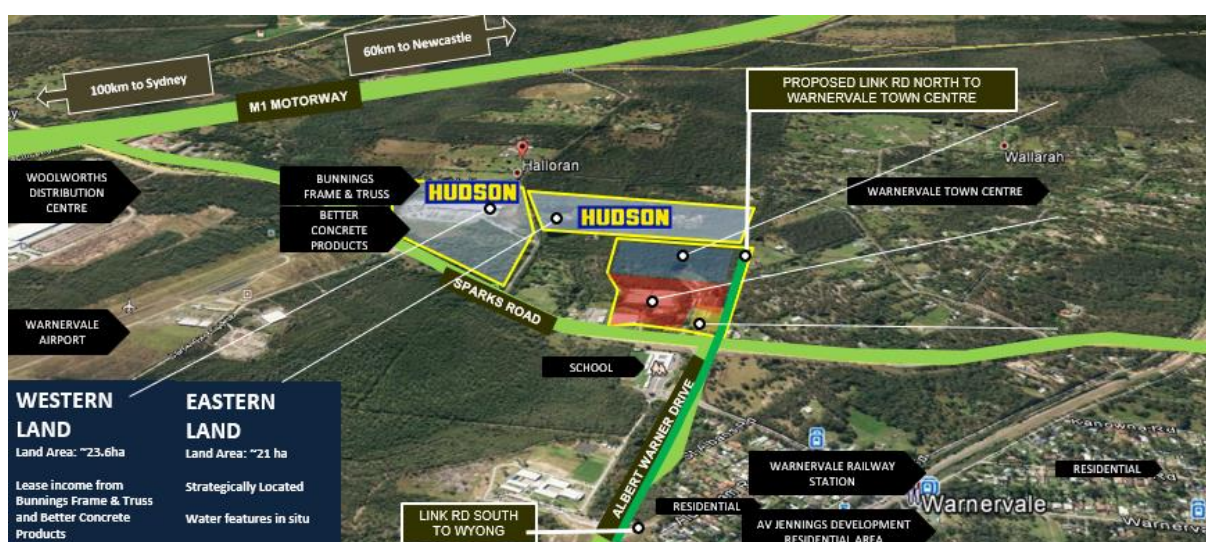 60km to Newcastle
100km to Sydney
M1 MOTORWAY
PROPOSED LINK RD NORTH TO
WARNERVALE TOWN CENTRE
WOOLWORTHS
DISTRIBUTION
CENTRE
BUNNINGS
FRAME & TRUSS
BETTER
CONCRETE
PRODUCTS
Halloran
HUDSON
HUDSON
Wallarah
WARNERVALE TOWN CENTRE
SPARKS ROAD
WARNERVALE
AIRPORT
SCHOOL
ALBERT WARNER DRIVE
WESTERN
LAND
Land Area: ~23.6ha
Lease income from
Bunnings Frame & Truss
and Better Concrete
Products
EASTERN
LAND
Land Area: ~21 ha
Strategically Located
Water features in situ
LINK RD SOUTH
TO WYONG
RESIDENTIAL
WARNERVALE RAILWAY
STATION
RESIDENTIAL
Warnervale
AV JENNINGS DEVELOPMENT
RESIDENTIAL AREA